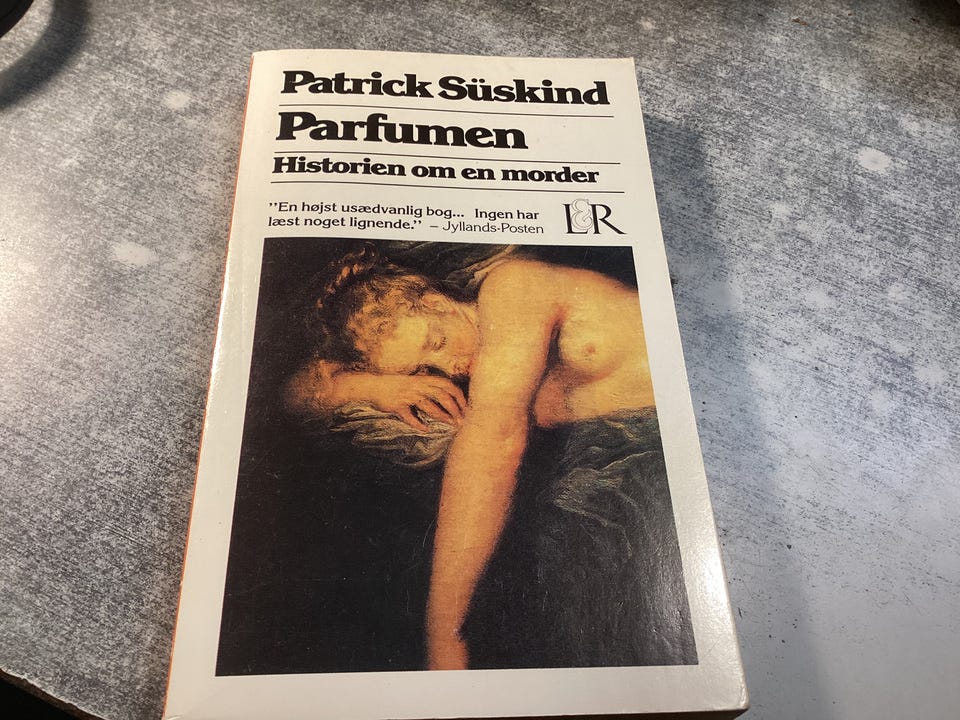 Patrick Süskind
Parfumen
Historien om en morder
”En højst usædvanlig bog... Ingen har
læst noget lignende.” – Jyllands-Posten
L&R